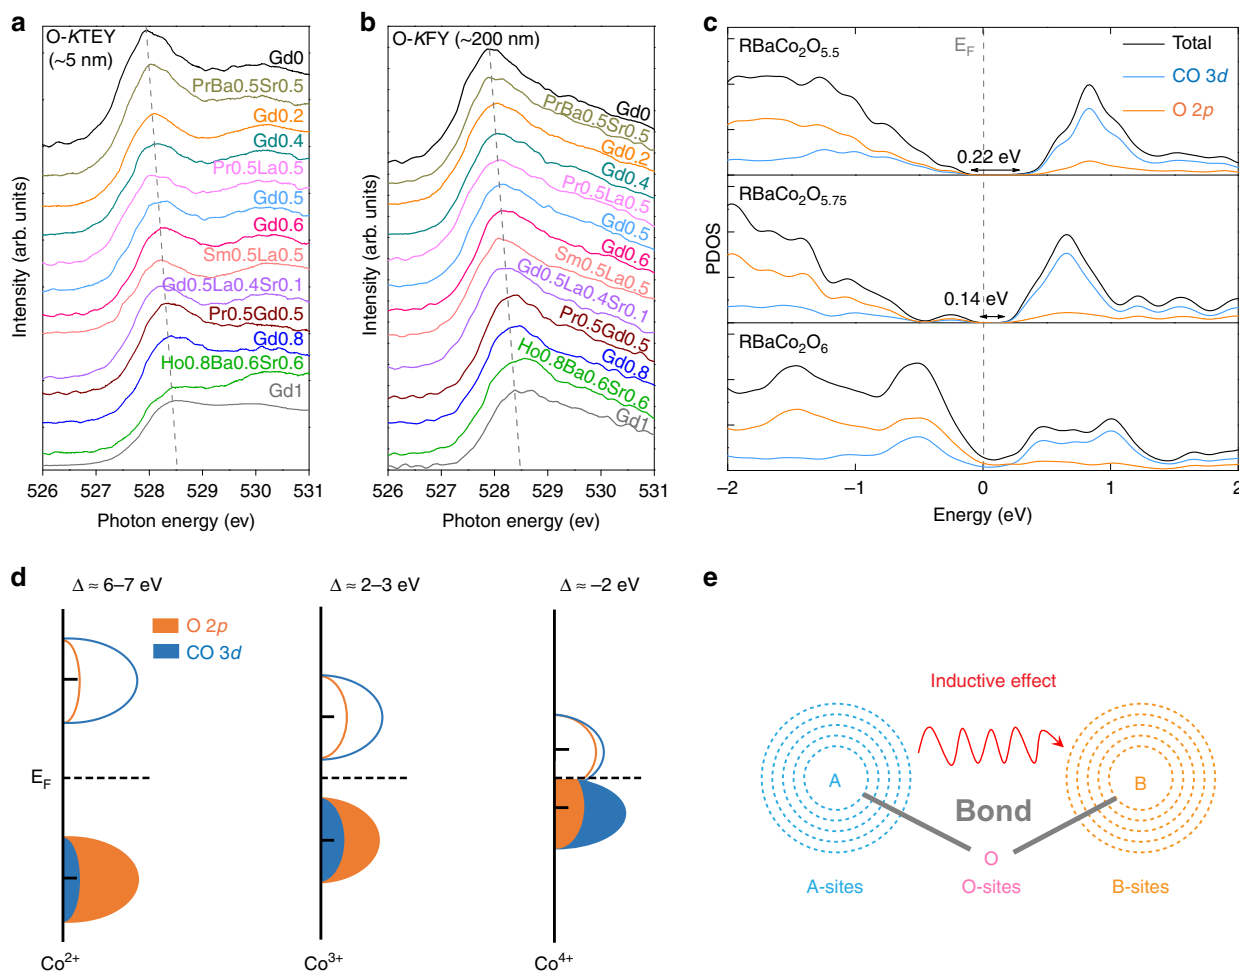 a
O-KTEY
(~5 nm)
Gd0
PrBa0.5Sr0.5
Gd0.2
Gd0.4
Pr0.5La0.5
Gd0.5
Gd0.6
Sm0.5La0.5
Gd0.5La0.4Sr0.1
Pr0.5Gd0.5
Gd0.8
Ho0.8Ba0.6Sr0.6
Gd1
Intensity (arb. units)
526 527 528 529 530 531
Photon energy (ev)
b
O-KFY (~200 nm)
Gd0
PrBa0.5Sr0.5
Gd0.2
Gd0.4
Pr0.5La0.5
Gd0.5
Gd0.6
Sm0.5La0.5
Gd0.5La0.4Sr0.1
Pr0.5Gd0.5
Gd0.8
Ho0.8Ba0.6Sr0.6
Gd1
Intensity (arb. units)
526 527 528 529 530 531
Photon energy (ev)
c
RBaCo₂O₅.₅
E_F
Total
CO 3d
O 2p
0.22 eV
RBaCo₂O₅.₇₅
0.14 eV
RBaCo₂O₆
PDOS
−2 −1 0 1 2
Energy (eV)
d
Δ ≈ 6–7 eV
Δ ≈ 2–3 eV
Δ ≈ −2 eV
O 2p
CO 3d
E_F
Co²⁺
Co³⁺
Co⁴⁺
e
Inductive effect
A
B
Bond
O
A-sites
O-sites
B-sites